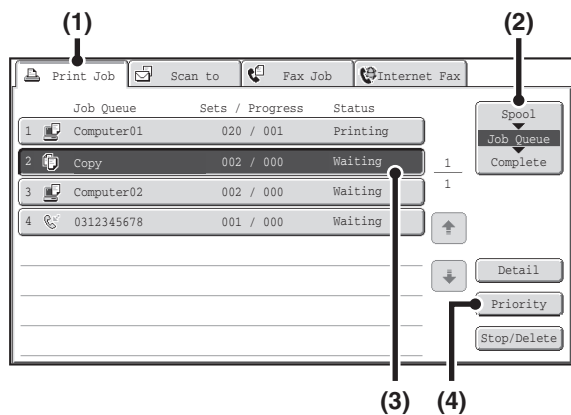 (1) (2)
Print Job Scan to Fax Job Internet Fax
Job Queue Sets / Progress Status
Spool
1 Computer01 020 / 001 Printing
Job Queue
2 Copy 002 / 000 Waiting 1
Complete
3 Computer02 002 / 000 Waiting 1
4 0312345678 001 / 000 Waiting
Detail
Priority
Stop/Delete
(3) (4)